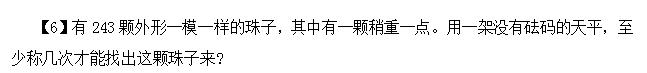 【6】有 243 颗外形一模一样的珠子，其中有一颗稍重一点。用一架没有砝码的天平，至
少称几次才能找出这颗珠子来？